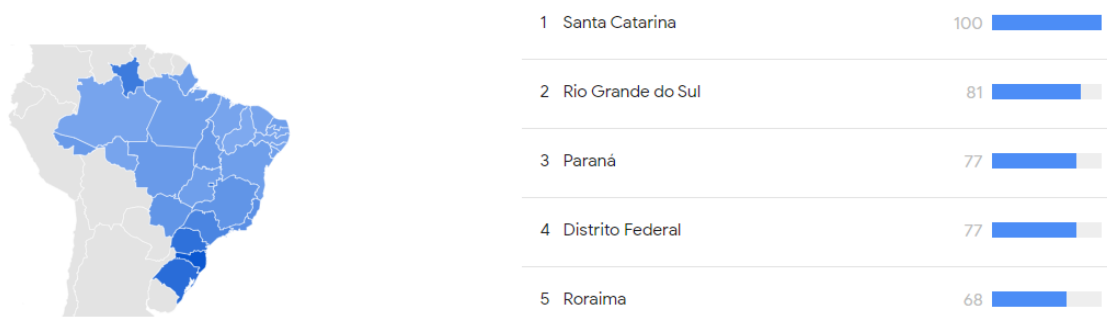 1 Santa Catarina 100
2 Rio Grande do Sul 81
3 Paraná 77
4 Distrito Federal 77
5 Roraima 68